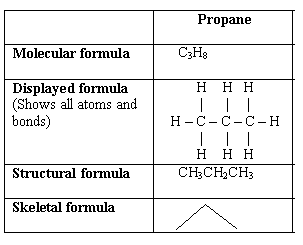 Propane
Molecular formula C₃H₈
Displayed formula
(Shows all atoms and
bonds)
H H H
H – C – C – C – H
H H H
Structural formula CH₃CH₂CH₃
Skeletal formula